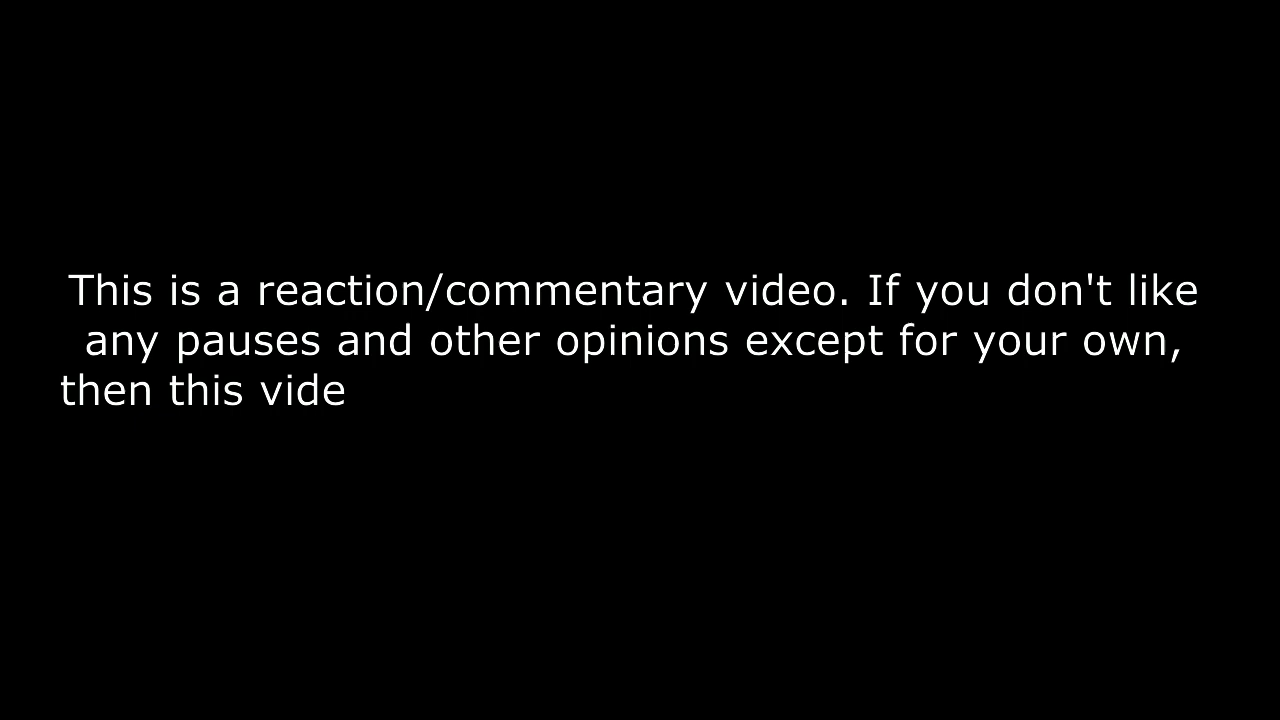 This is a reaction/commentary video. If you don't like
any pauses and other opinions except for your own,
then this vide